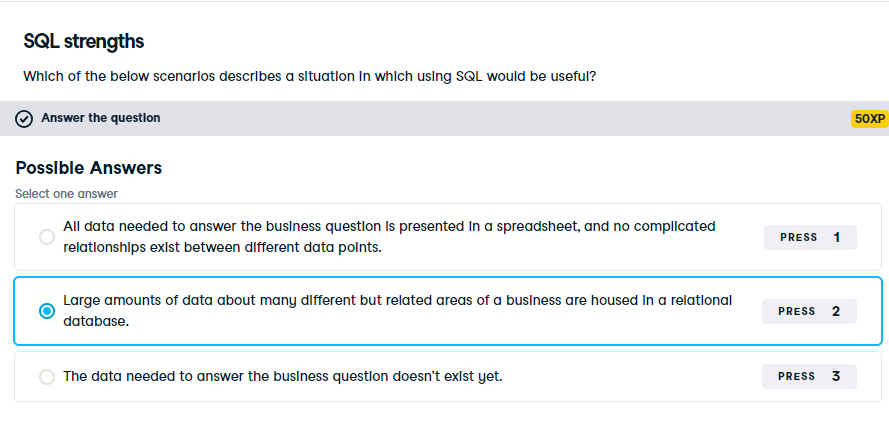 SQL strengths
Which of the below scenarios describes a situation in which using SQL would be useful?
Answer the question
50XP
Possible Answers
Select one answer
All data needed to answer the business question is presented in a spreadsheet, and no complicated
relationships exist between different data points.
PRESS 1
Large amounts of data about many different but related areas of a business are housed in a relational
database.
PRESS 2
The data needed to answer the business question doesn't exist yet.
PRESS 3